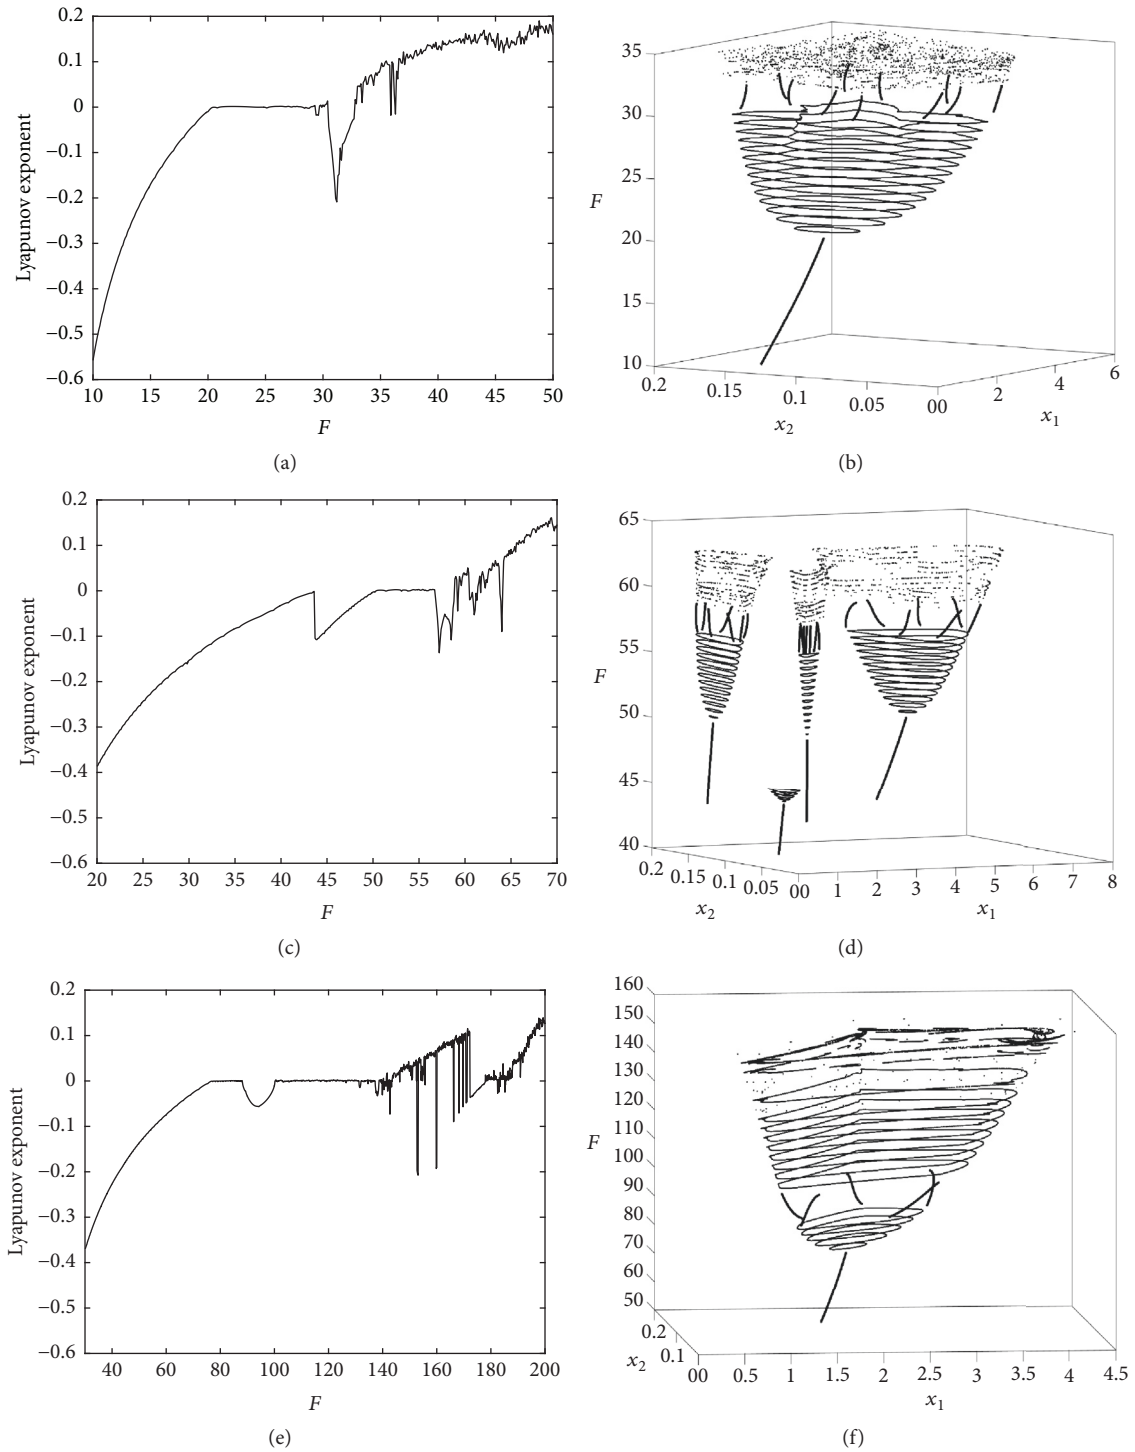 0.2
0.1
0
−0.1
−0.2
−0.3
−0.4
−0.5
−0.6
Lyapunov exponent
10 15 20 25 30 35 40 45 50
F
(a)
35
30
25
20
15
10
F
0.2 0.15 0.1 0.05 00 2 4 6
x2 x1
(b)
0.2
0.1
0
−0.1
−0.2
−0.3
−0.4
−0.5
−0.6
Lyapunov exponent
20 25 30 35 40 45 50 55 60 65 70
F
(c)
65
60
55
50
45
40
F
0.2 0.15 0.1 0.05 00 1 2 3 4 5 6 7 8
x2 x1
(d)
0.2
0.1
0
−0.1
−0.2
−0.3
−0.4
−0.5
−0.6
Lyapunov exponent
40 60 80 100 120 140 160 180 200
F
(e)
160
150
140
130
120
110
100
90
80
70
60
50
F
0.2
0.1
x2
00 0.5 1 1.5 2 2.5 3 3.5 4 4.5
x1
(f)